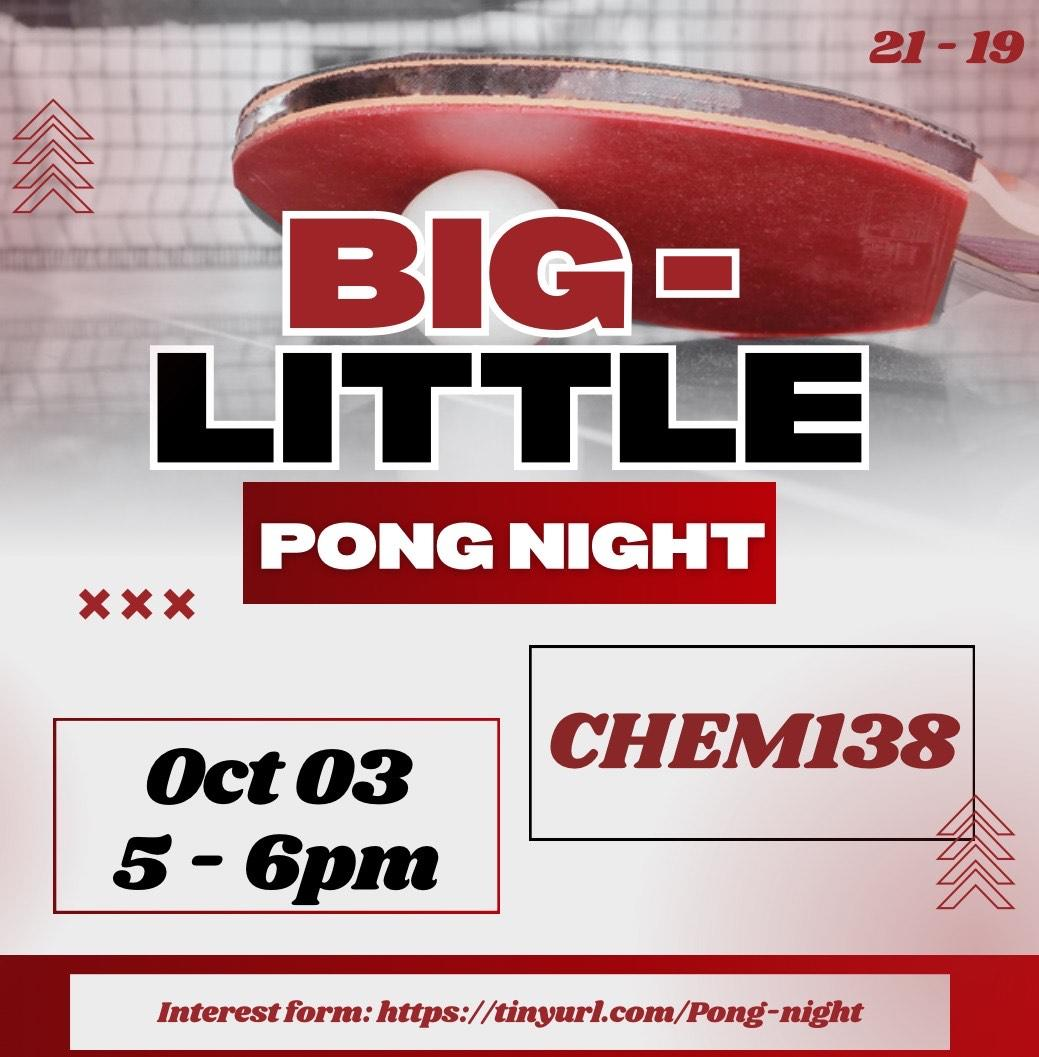 21 - 19
BIG -
LITTLE
PONG NIGHT
CHEM138
Oct 03
5 - 6pm
Interest form: https://tinyurl.com/Pong-night